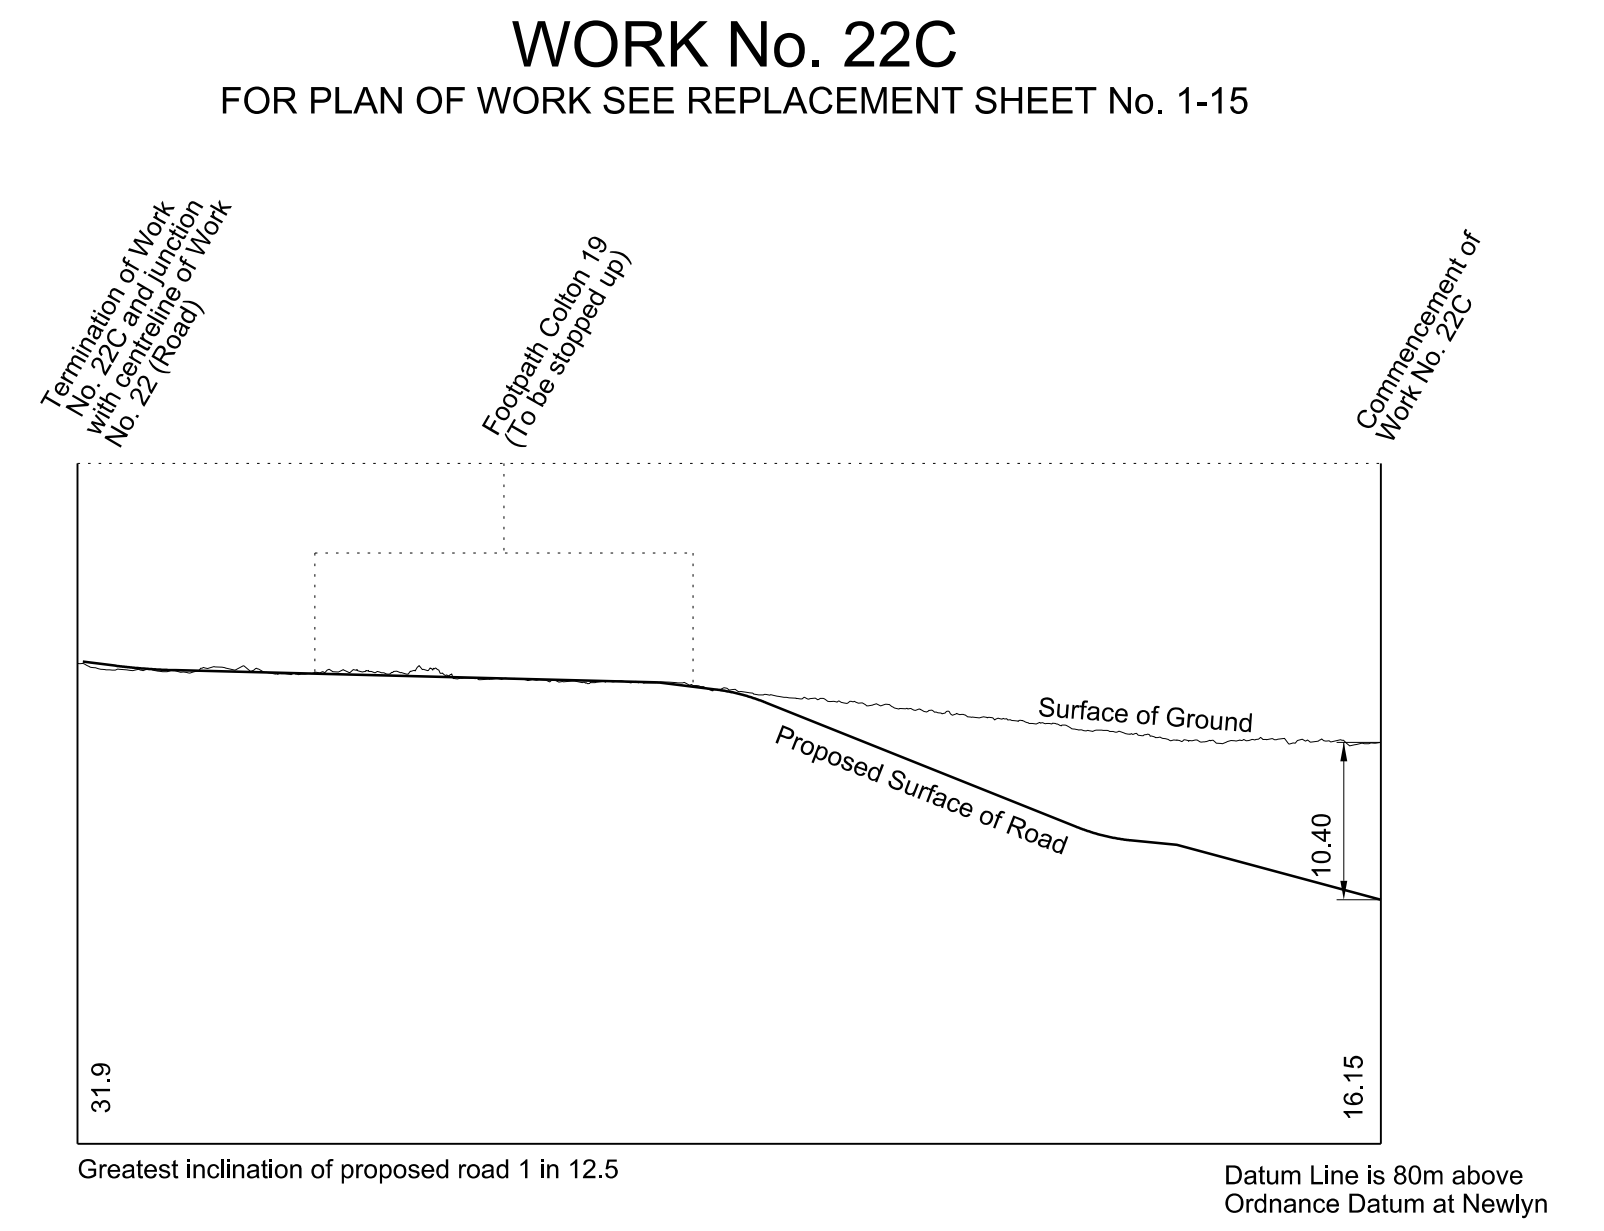 WORK No. 22C
FOR PLAN OF WORK SEE REPLACEMENT SHEET No. 1-15
Termination of Work
No. 22C and junction
with centreline of Work
No. 22 (Road)
Footpath Colton 19
(To be stopped up)
Commencement of
Work No. 22C
Surface of Ground
Proposed Surface of Road
10.40
31.9
16.15
Greatest inclination of proposed road 1 in 12.5
Datum Line is 80m above
Ordnance Datum at Newlyn